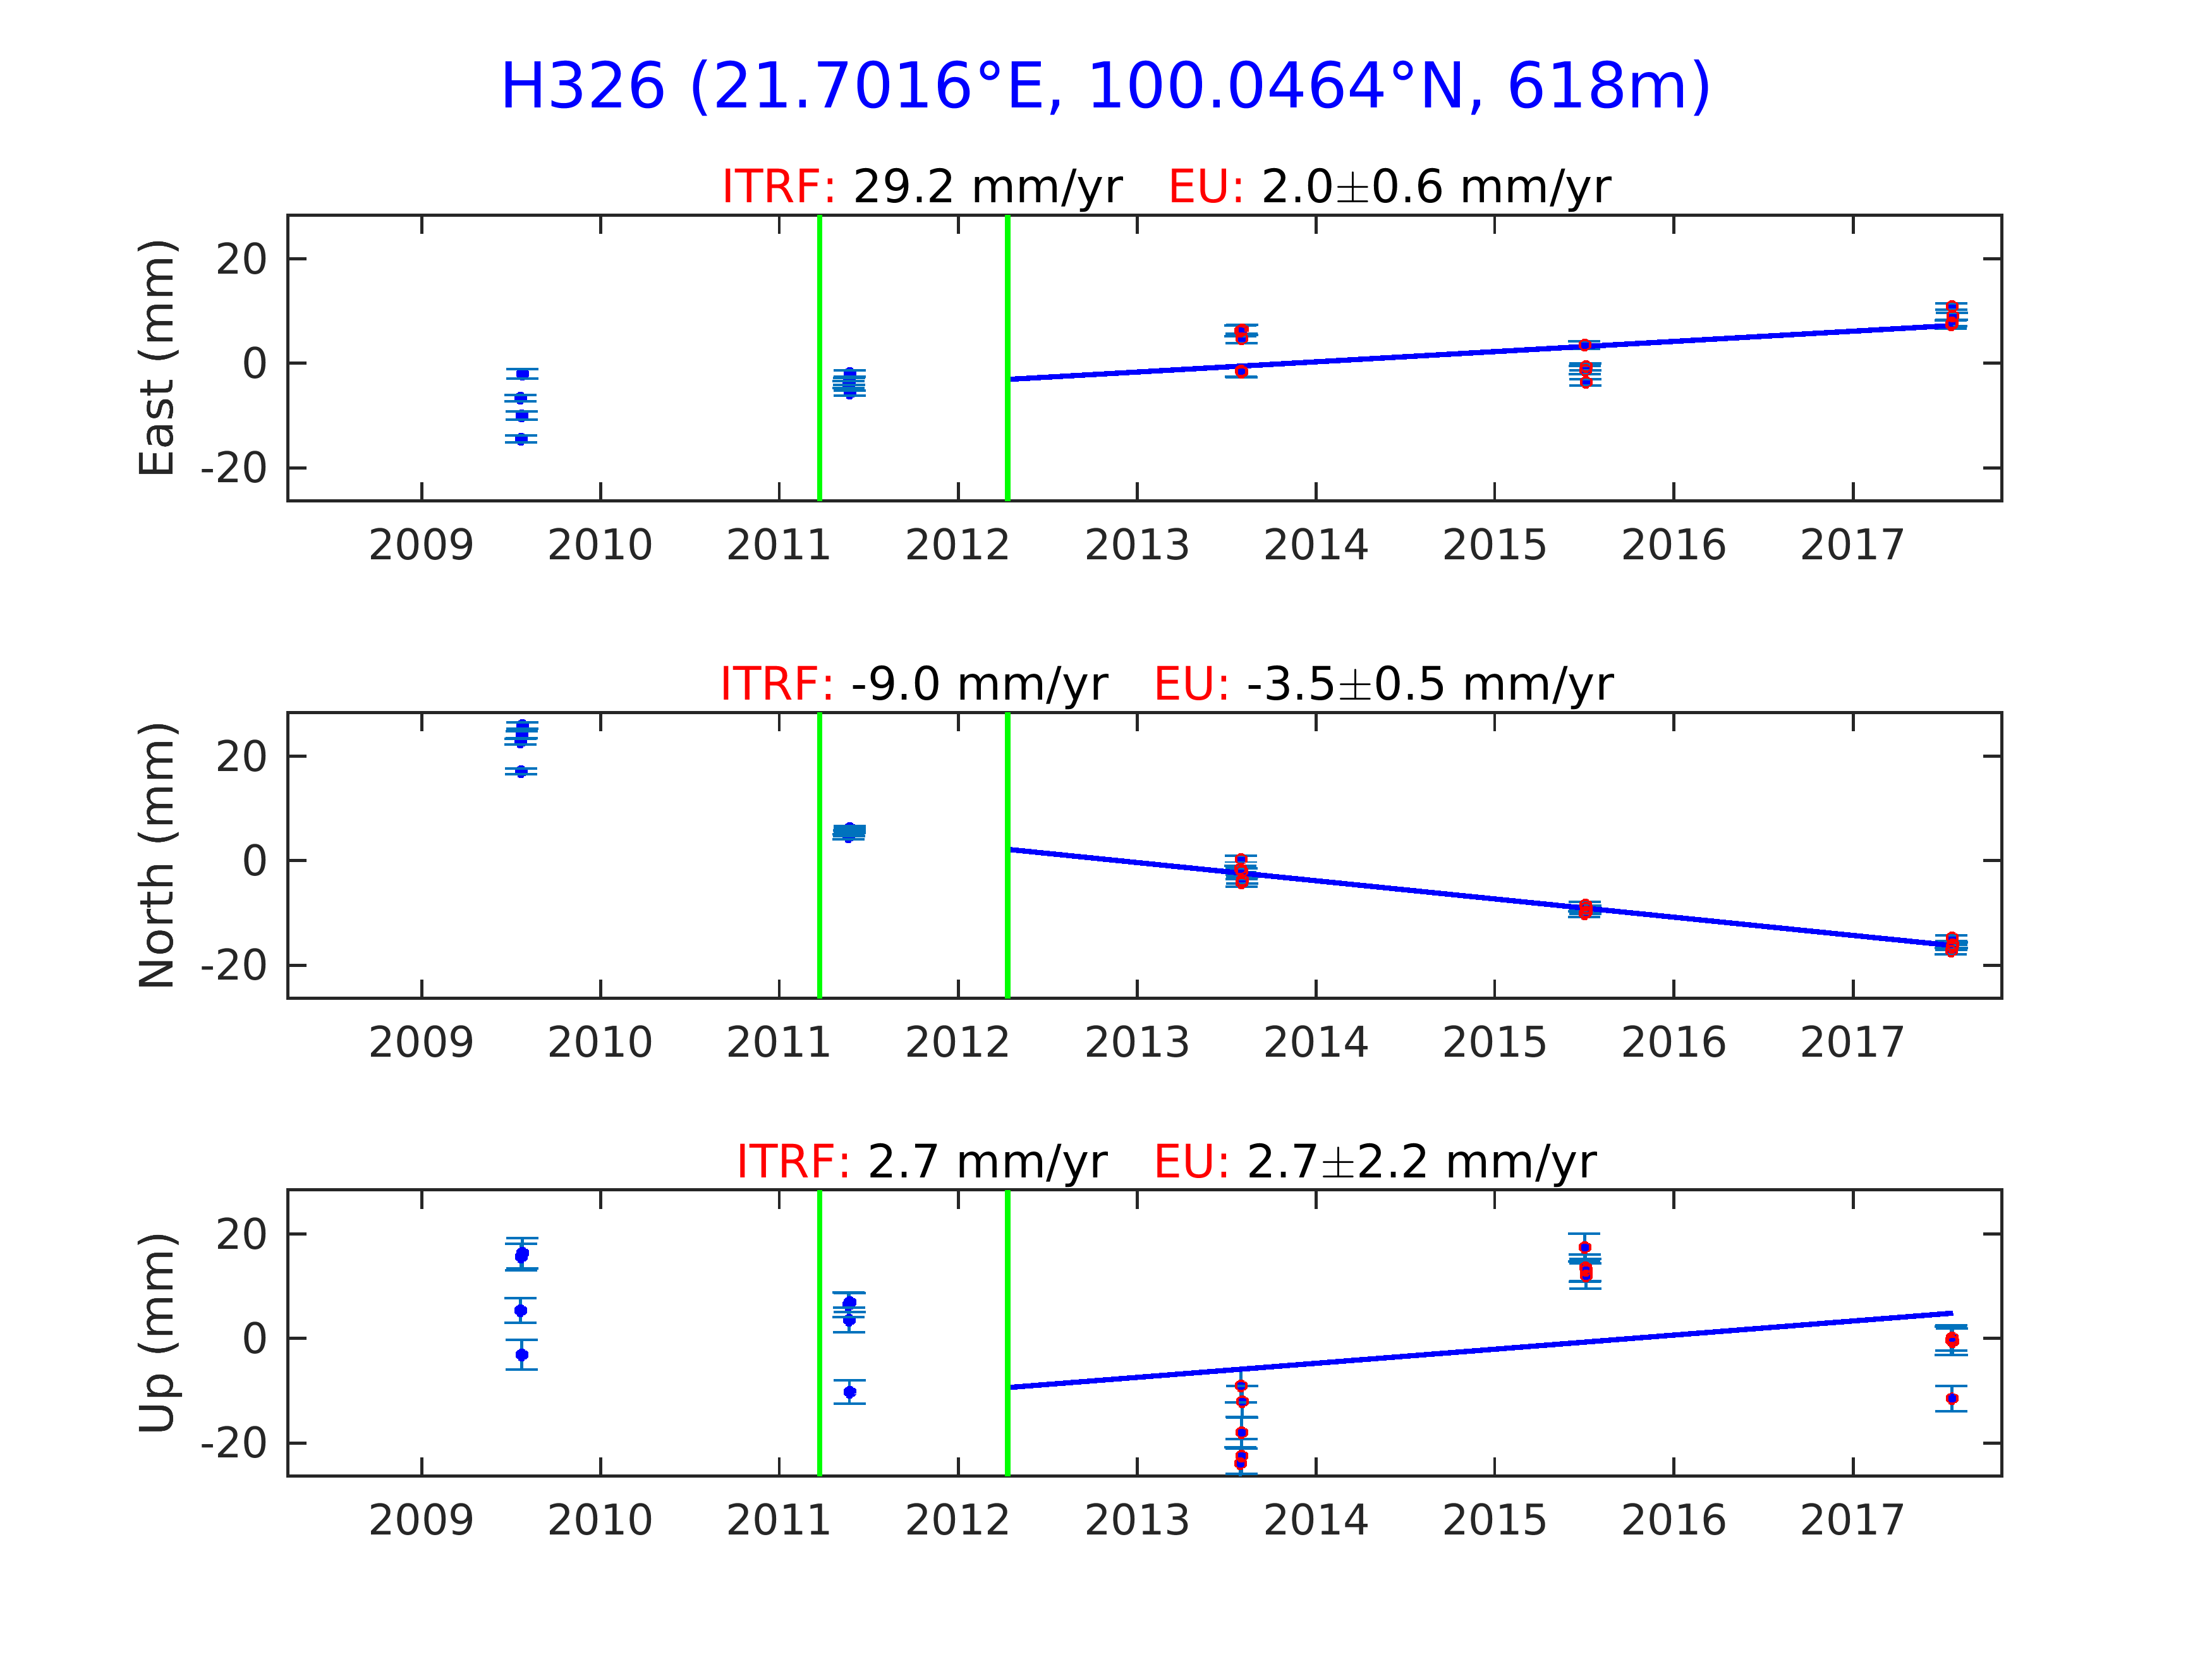 H326 (21.7016°E, 100.0464°N, 618m)
ITRF: 29.2 mm/yr EU: 2.0±0.6 mm/yr
East (mm)
20
0
-20
2009 2010 2011 2012 2013 2014 2015 2016 2017
ITRF: -9.0 mm/yr EU: -3.5±0.5 mm/yr
North (mm)
20
0
-20
2009 2010 2011 2012 2013 2014 2015 2016 2017
ITRF: 2.7 mm/yr EU: 2.7±2.2 mm/yr
Up (mm)
20
0
-20
2009 2010 2011 2012 2013 2014 2015 2016 2017